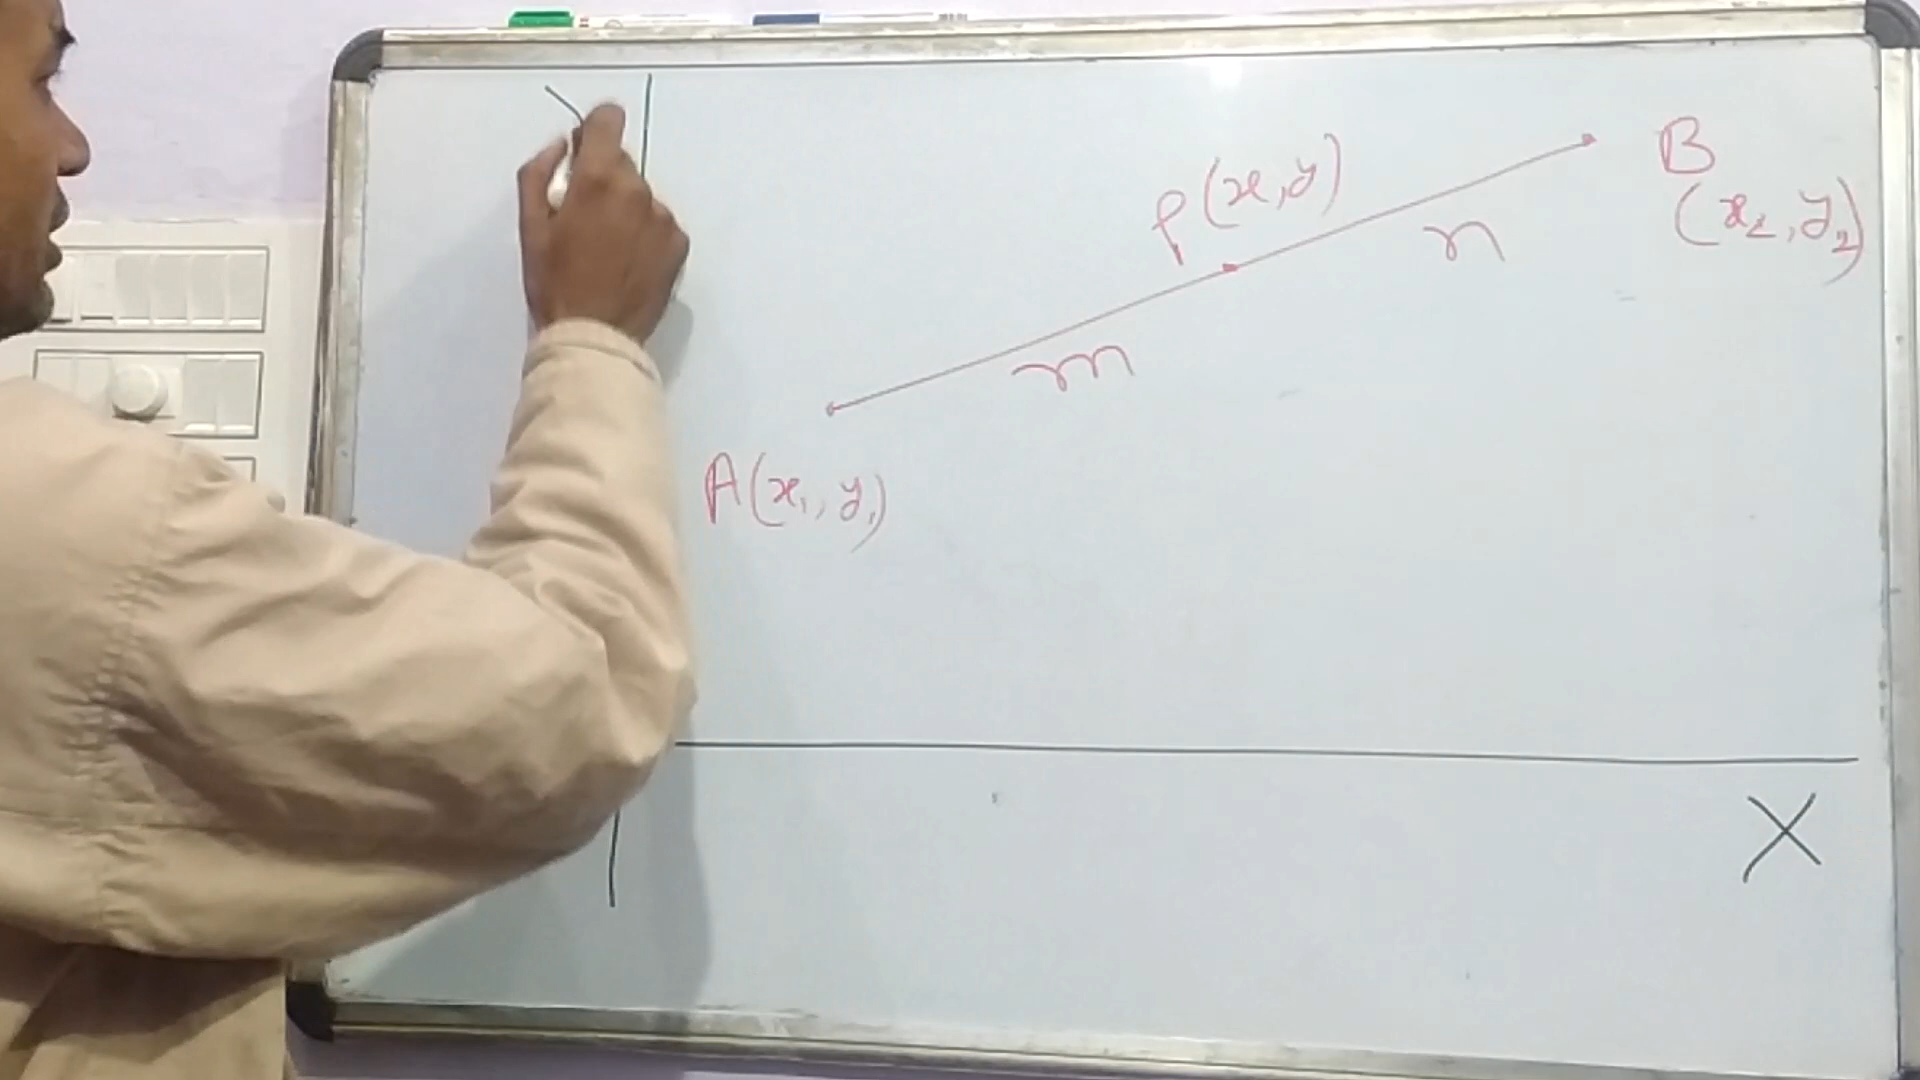 P(x,y)
B
(x₂,y₂)
n
m
A(x₁,y₁)
X